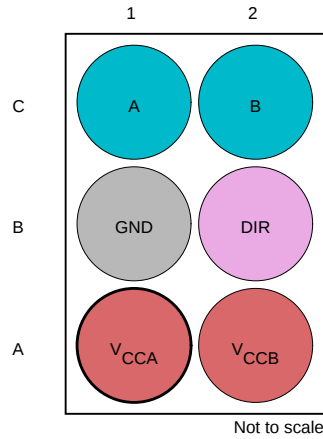 1 2
C A B
B GND DIR
A VCCA VCCB
Not to scale